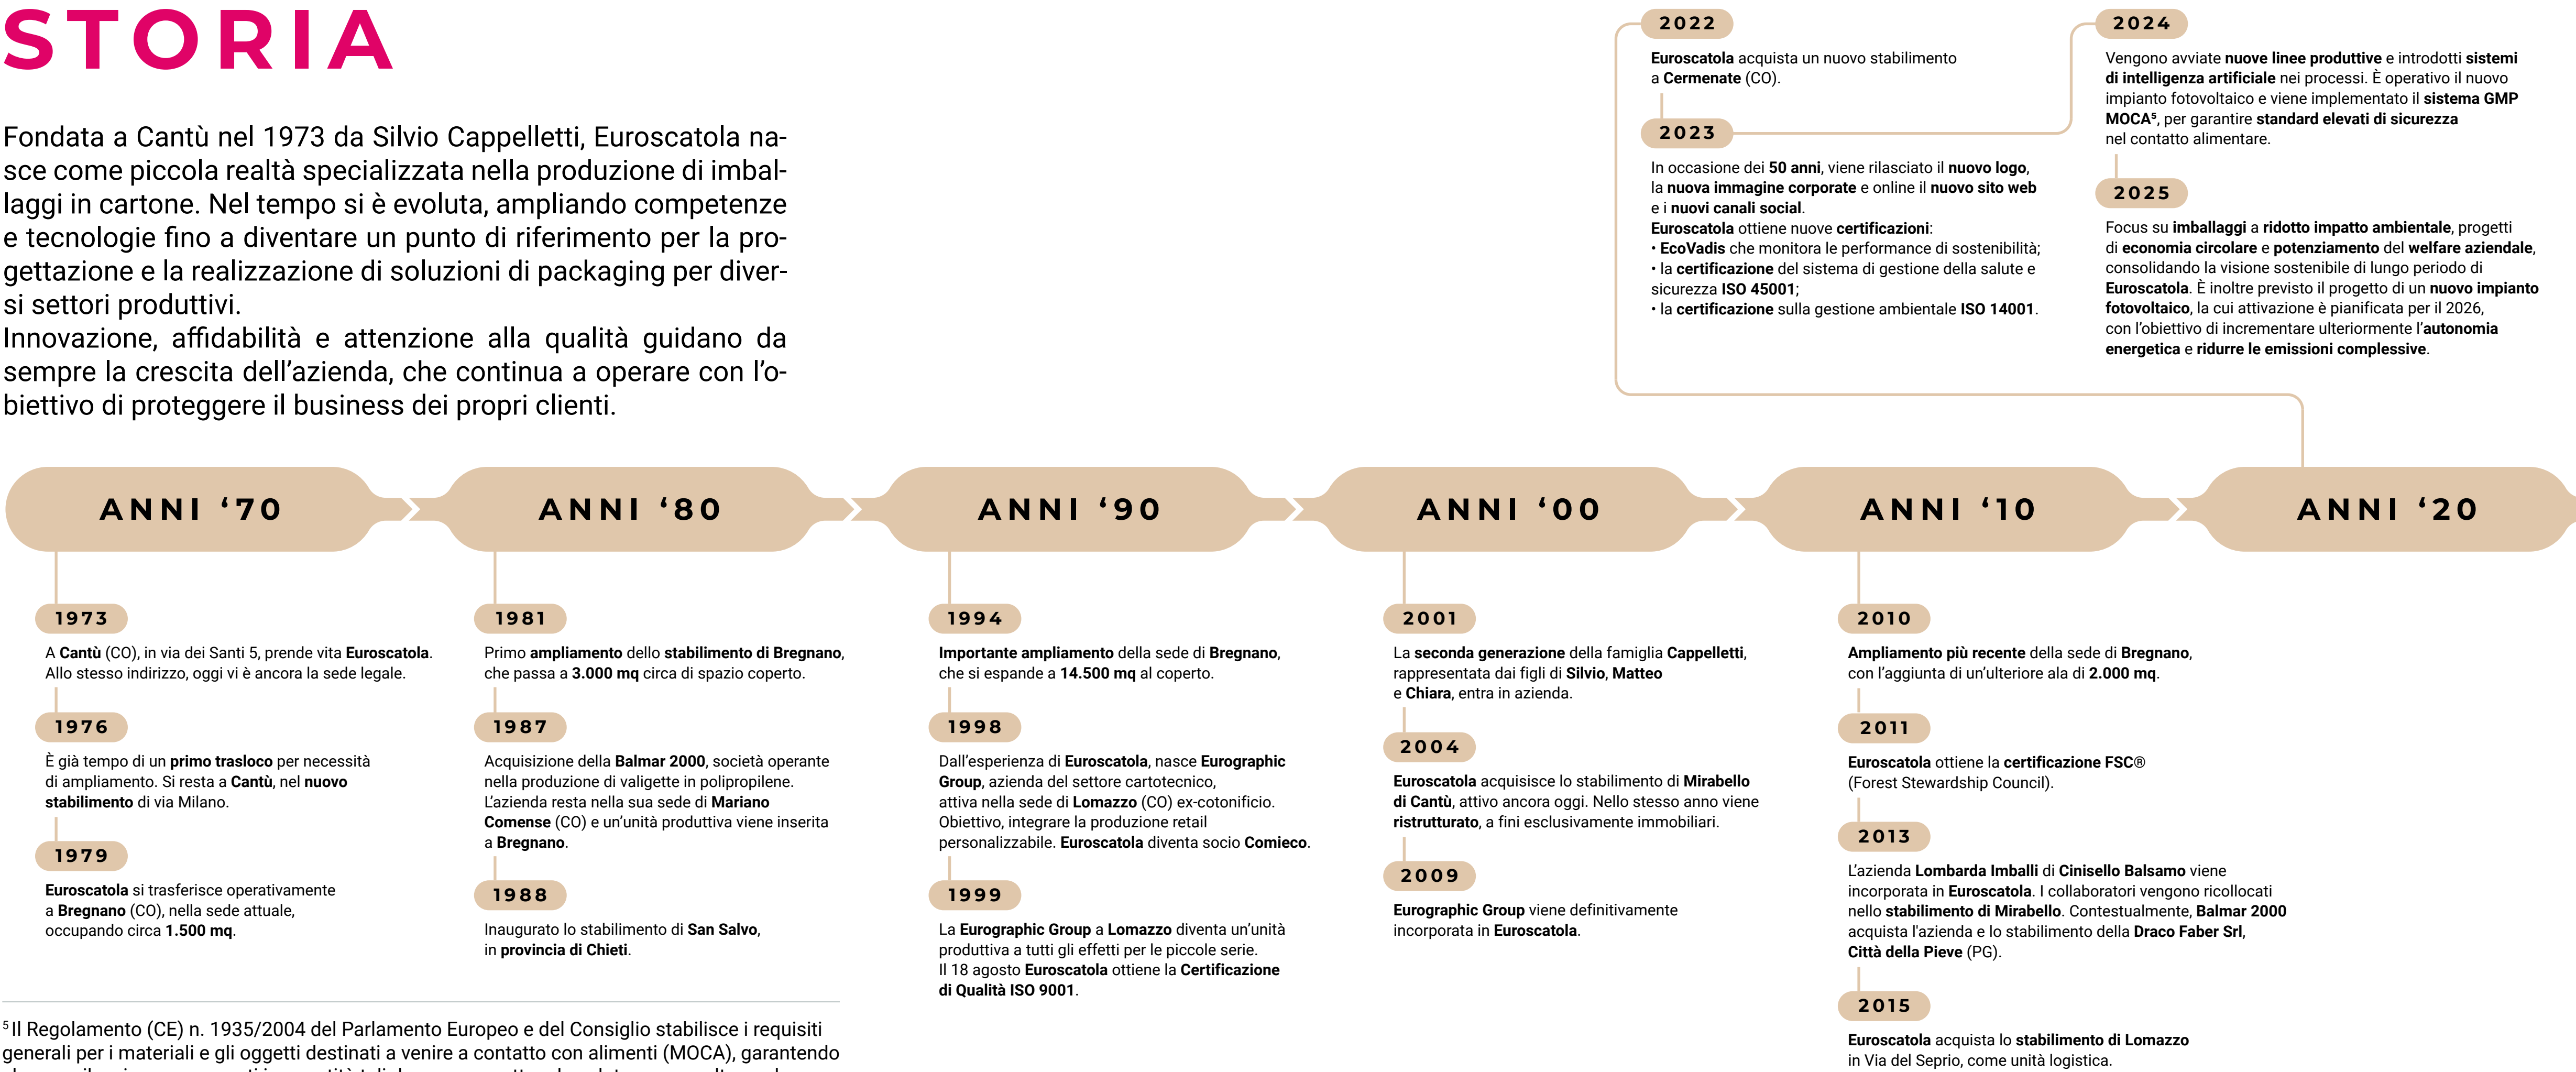 STORIA
Fondata a Cantù nel 1973 da Silvio Cappelletti, Euroscatola na-
sce come piccola realtà specializzata nella produzione di imbal-
laggi in cartone. Nel tempo si è evoluta, ampliando competenze
e tecnologie fino a diventare un punto di riferimento per la pro-
gettazione e la realizzazione di soluzioni di packaging per diver-
si settori produttivi.
Innovazione, affidabilità e attenzione alla qualità guidano da
sempre la crescita dell’azienda, che continua a operare con l’o-
biettivo di proteggere il business dei propri clienti.
2022
Euroscatola acquista un nuovo stabilimento
a Cermenate (CO).
2023
In occasione dei 50 anni, viene rilasciato il nuovo logo,
la nuova immagine corporate e online il nuovo sito web
e i nuovi canali social.
Euroscatola ottiene nuove certificazioni:
• EcoVadis che monitora le performance di sostenibilità;
• la certificazione del sistema di gestione della salute e
sicurezza ISO 45001;
• la certificazione sulla gestione ambientale ISO 14001.
2024
Vengono avviate nuove linee produttive e introdotti sistemi
di intelligenza artificiale nei processi. È operativo il nuovo
impianto fotovoltaico e viene implementato il sistema GMP
MOCA⁵, per garantire standard elevati di sicurezza
nel contatto alimentare.
2025
Focus su imballaggi a ridotto impatto ambientale, progetti
di economia circolare e potenziamento del welfare aziendale,
consolidando la visione sostenibile di lungo periodo di
Euroscatola. È inoltre previsto il progetto di un nuovo impianto
fotovoltaico, la cui attivazione è pianificata per il 2026,
con l’obiettivo di incrementare ulteriormente l’autonomia
energetica e ridurre le emissioni complessive.
ANNI ‘70
ANNI ‘80
ANNI ‘90
ANNI ‘00
ANNI ‘10
ANNI ‘20
1973
A Cantù (CO), in via dei Santi 5, prende vita Euroscatola.
Allo stesso indirizzo, oggi vi è ancora la sede legale.
1976
È già tempo di un primo trasloco per necessità
di ampliamento. Si resta a Cantù, nel nuovo
stabilimento di via Milano.
1979
Euroscatola si trasferisce operativamente
a Bregnano (CO), nella sede attuale,
occupando circa 1.500 mq.
1981
Primo ampliamento dello stabilimento di Bregnano,
che passa a 3.000 mq circa di spazio coperto.
1987
Acquisizione della Balmar 2000, società operante
nella produzione di valigette in polipropilene.
L’azienda resta nella sua sede di Mariano
Comense (CO) e un’unità produttiva viene inserita
a Bregnano.
1988
Inaugurato lo stabilimento di San Salvo,
in provincia di Chieti.
1994
Importante ampliamento della sede di Bregnano,
che si espande a 14.500 mq al coperto.
1998
Dall’esperienza di Euroscatola, nasce Eurographic
Group, azienda del settore cartotecnico,
attiva nella sede di Lomazzo (CO) ex-cotonificio.
Obiettivo, integrare la produzione retail
personalizzabile. Euroscatola diventa socio Comieco.
1999
La Eurographic Group a Lomazzo diventa un’unità
produttiva a tutti gli effetti per le piccole serie.
Il 18 agosto Euroscatola ottiene la Certificazione
di Qualità ISO 9001.
2001
La seconda generazione della famiglia Cappelletti,
rappresentata dai figli di Silvio, Matteo
e Chiara, entra in azienda.
2004
Euroscatola acquisisce lo stabilimento di Mirabello
di Cantù, attivo ancora oggi. Nello stesso anno viene
ristrutturato, a fini esclusivamente immobiliari.
2009
Eurographic Group viene definitivamente
incorporata in Euroscatola.
2010
Ampliamento più recente della sede di Bregnano,
con l’aggiunta di un’ulteriore ala di 2.000 mq.
2011
Euroscatola ottiene la certificazione FSC®
(Forest Stewardship Council).
2013
L’azienda Lombarda Imballi di Cinisello Balsamo viene
incorporata in Euroscatola. I collaboratori vengono ricollocati
nello stabilimento di Mirabello. Contestualmente, Balmar 2000
acquista l'azienda e lo stabilimento della Draco Faber Srl,
Città della Pieve (PG).
2015
Euroscatola acquista lo stabilimento di Lomazzo
in Via del Seprio, come unità logistica.
⁵ Il Regolamento (CE) n. 1935/2004 del Parlamento Europeo e del Consiglio stabilisce i requisiti
generali per i materiali e gli oggetti destinati a venire a contatto con alimenti (MOCA), garantendo